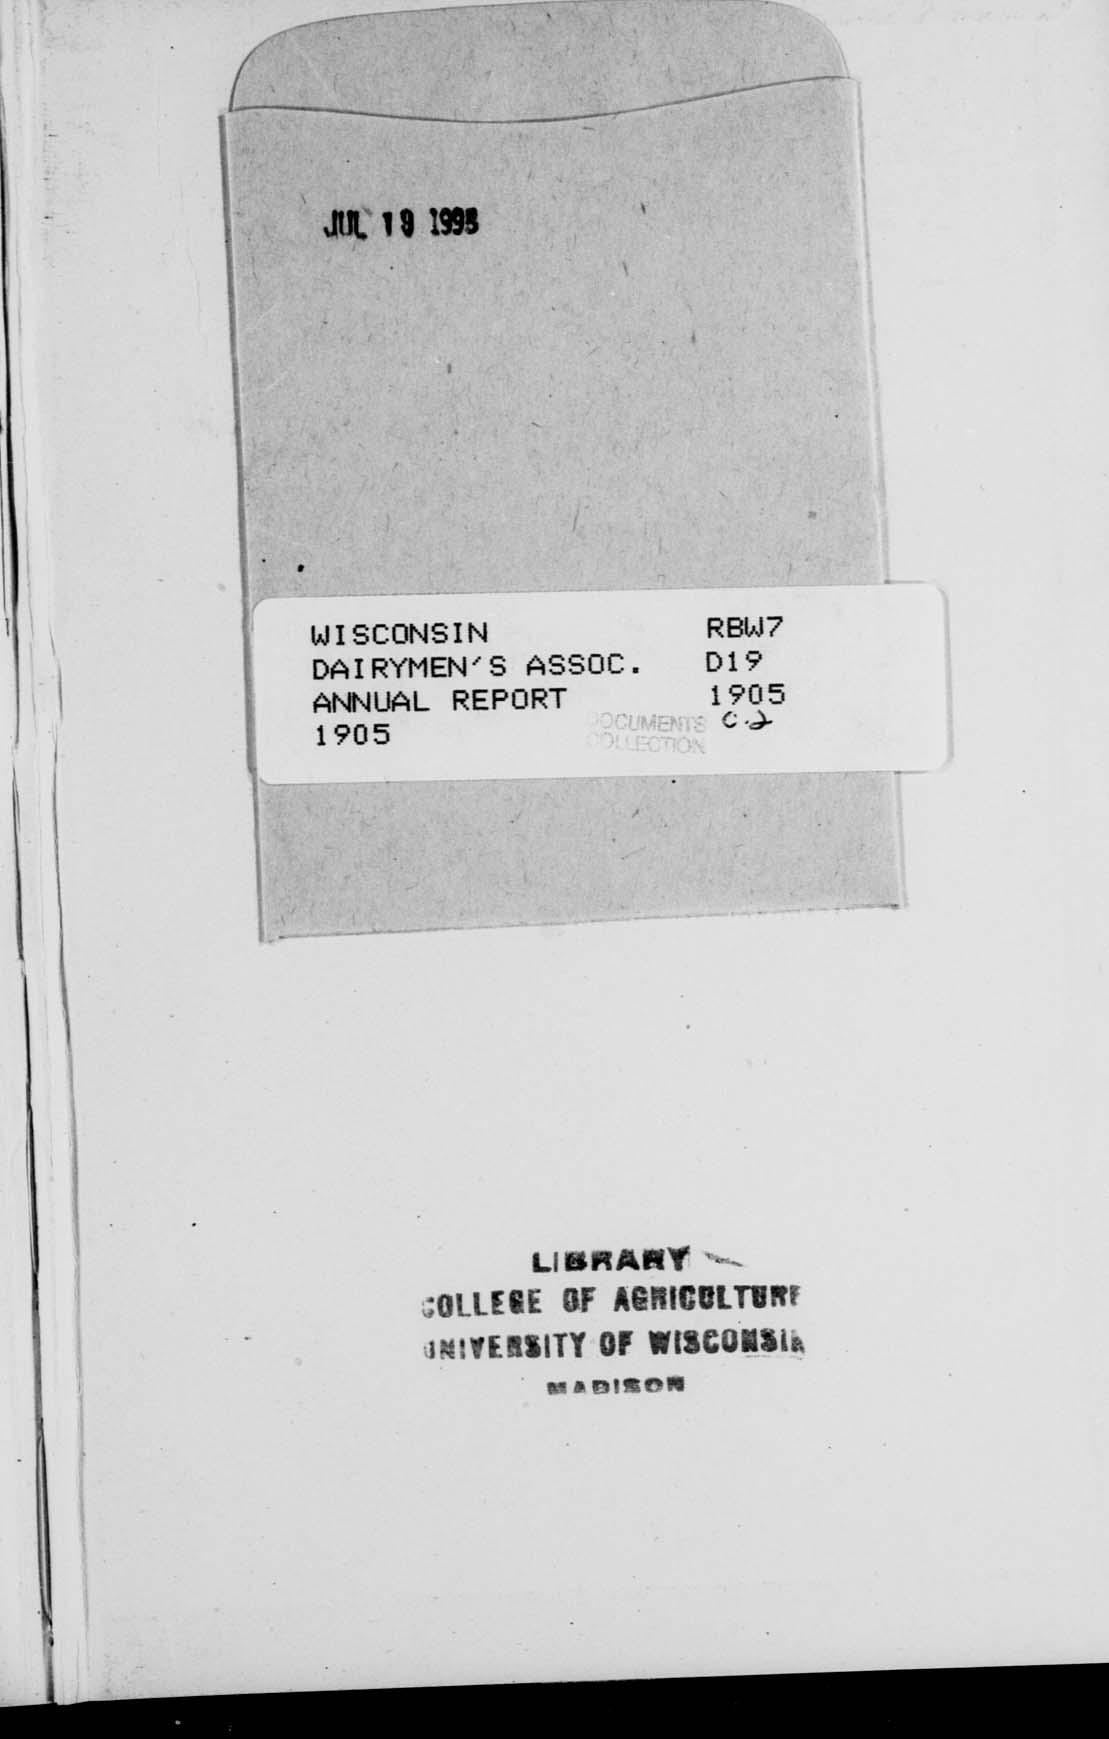 JUL 19 1995
WISCONSIN
DAIRYMEN'S ASSOC.
ANNUAL REPORT
1905
RBW7
D19
1905
C.2
DOCUMENTS
COLLECTION
LIBRARY
COLLEGE OF AGRICULTURE
UNIVERSITY OF WISCONSIN
MADISON